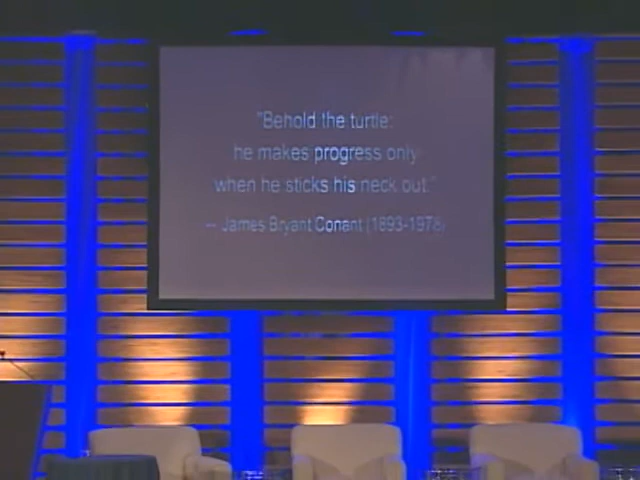 "Behold the turtle:
he makes progress only
when he sticks his neck out."
-- James Bryant Conant (1893-1978)